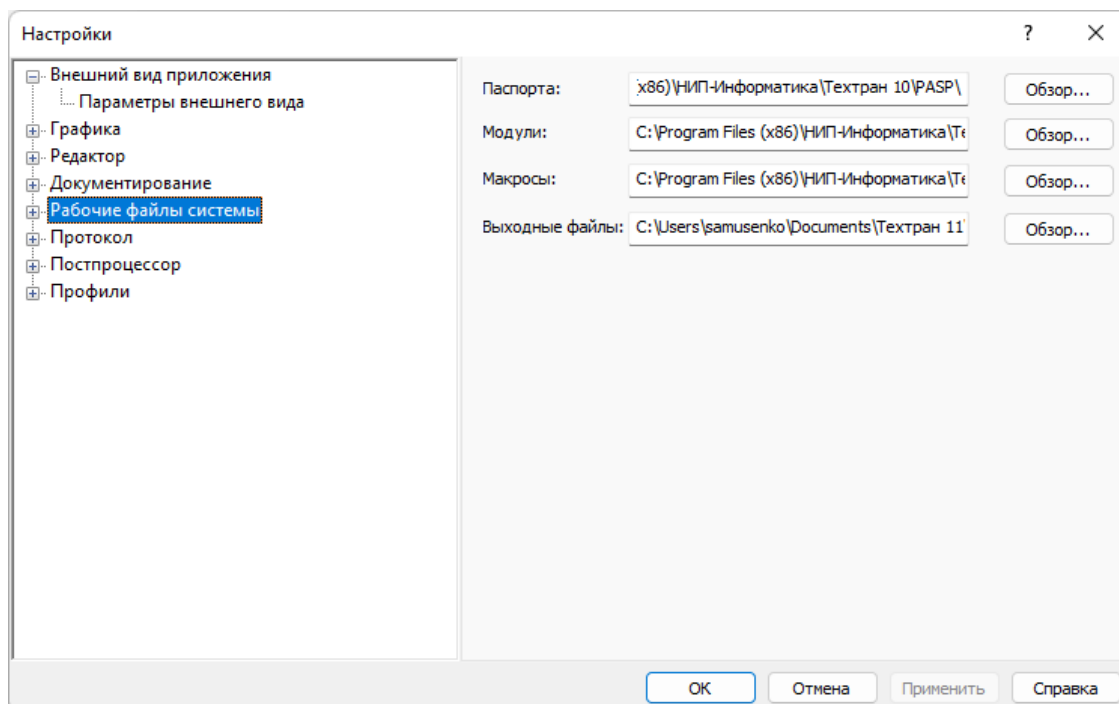 Настройки
?
Внешний вид приложения
Параметры внешнего вида
Графика
Редактор
Документирование
Рабочие файлы системы
Протокол
Постпроцессор
Профили
Паспорта: x86)\НИП-Информатика\Техтран 10\PASP\ Обзор...
Модули: C:\Program Files (x86)\НИП-Информатика\Те Обзор...
Макросы: C:\Program Files (x86)\НИП-Информатика\Те Обзор...
Выходные файлы: C:\Users\samusenko\Documents\Техтран 11\ Обзор...
ОК Отмена Применить Справка